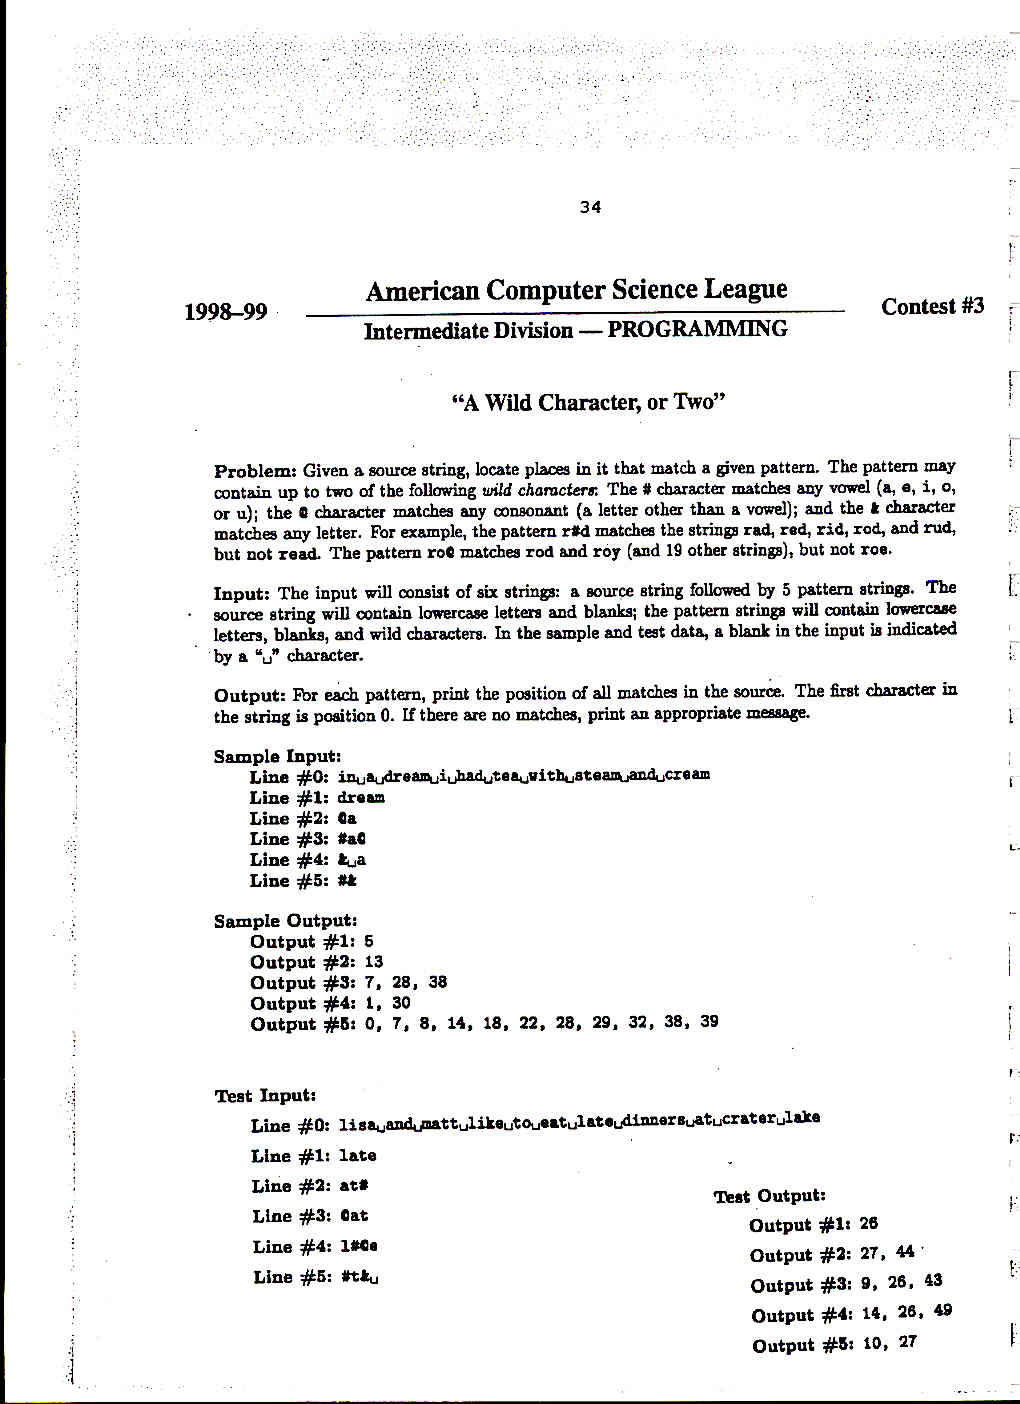 34
American Computer Science League
1998–99
Contest #3
Intermediate Division — PROGRAMMING
“A Wild Character, or Two”
Problem: Given a source string, locate places in it that match a given pattern. The pattern may
contain up to two of the following wild characters: The # character matches any vowel (a, e, i, o,
or u); the @ character matches any consonant (a letter other than a vowel); and the & character
matches any letter. For example, the pattern r#d matches the strings rad, red, rid, rod, and rud,
but not read. The pattern ro@ matches rod and roy (and 19 other strings), but not roe.
Input: The input will consist of six strings: a source string followed by 5 pattern strings. The
source string will contain lowercase letters and blanks; the pattern strings will contain lowercase
letters, blanks, and wild characters. In the sample and test data, a blank in the input is indicated
by a “␣” character.
Output: For each pattern, print the position of all matches in the source. The first character in
the string is position 0. If there are no matches, print an appropriate message.
Sample Input:
Line #0: in␣a␣dream␣i␣had␣tea␣with␣steam␣and␣cream
Line #1: dream
Line #2: @a
Line #3: #a@
Line #4: &␣a
Line #5: #&
Sample Output:
Output #1: 5
Output #2: 13
Output #3: 7, 28, 38
Output #4: 1, 30
Output #5: 0, 7, 8, 14, 18, 22, 28, 29, 32, 38, 39
Test Input:
Line #0: lisa␣and␣matt␣like␣to␣eat␣late␣dinners␣at␣crater␣lake
Line #1: late
Line #2: at#
Line #3: @at
Line #4: l#@e
Line #5: #t&␣
Test Output:
Output #1: 26
Output #2: 27, 44
Output #3: 9, 26, 43
Output #4: 14, 26, 49
Output #5: 10, 27